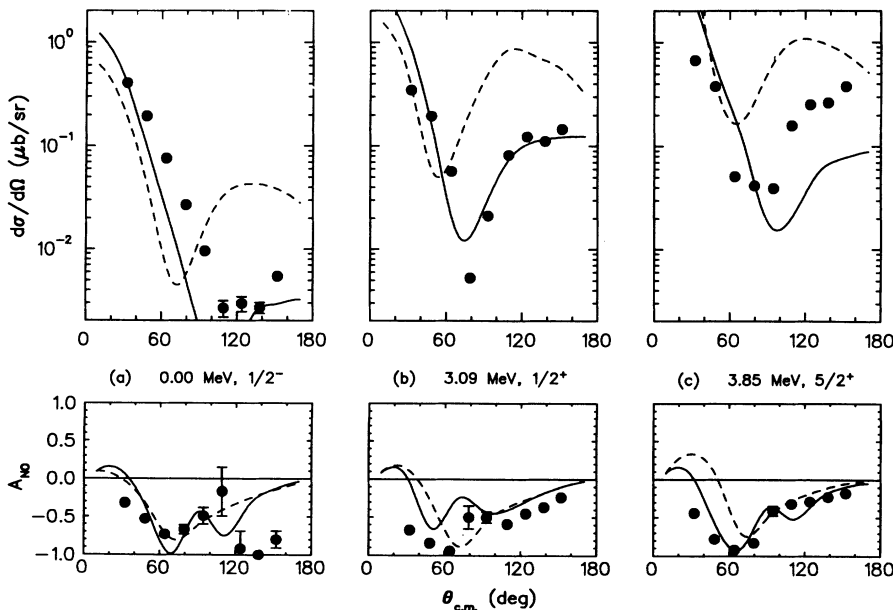 dσ/dΩ (μb/sr)
10⁰
10⁻¹
10⁻²
0 60 120 180
0 60 120 180
0 60 120 180
(a) 0.00 MeV, 1/2⁻
(b) 3.09 MeV, 1/2⁺
(c) 3.85 MeV, 5/2⁺
A_NO
1.0
0.5
0.0
−0.5
−1.0
0 60 120 180
0 60 120 180
0 60 120 180
θ_c.m. (deg)